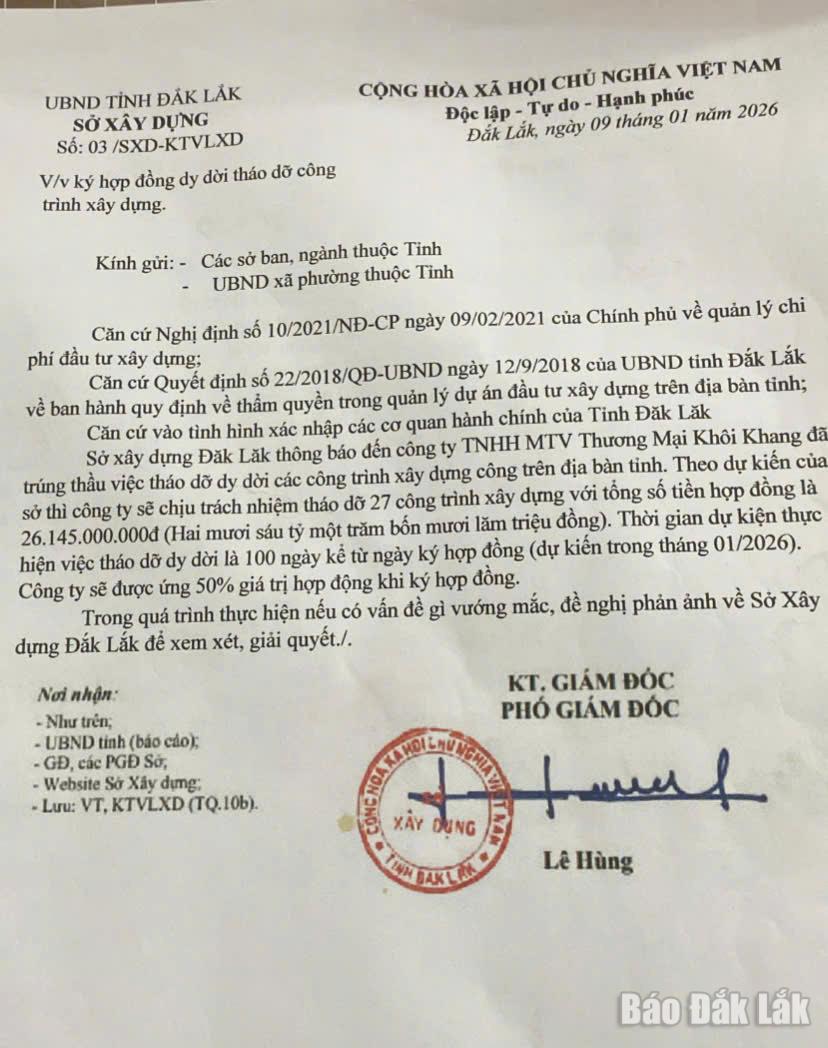 UBND TỈNH ĐẮK LẮK
SỞ XÂY DỰNG
Số: 03 /SXD-KTVLXD
V/v ký hợp đồng dy dời tháo dỡ công
trình xây dựng.
CỘNG HÒA XÃ HỘI CHỦ NGHĨA VIỆT NAM
Độc lập - Tự do - Hạnh phúc
Đắk Lắk, ngày 09 tháng 01 năm 2026
Kính gửi: - Các sở ban, ngành thuộc Tỉnh
- UBND xã phường thuộc Tỉnh
Căn cứ Nghị định số 10/2021/NĐ-CP ngày 09/02/2021 của Chính phủ về quản lý chi
phí đầu tư xây dựng;
Căn cứ Quyết định số 22/2018/QĐ-UBND ngày 12/9/2018 của UBND tỉnh Đắk Lắk
về ban hành quy định về thẩm quyền trong quản lý dự án đầu tư xây dựng trên địa bàn tỉnh;
Căn cứ vào tình hình xác nhập các cơ quan hành chính của Tỉnh Đăk Lăk
Sở xây dựng Đăk Lăk thông báo đến công ty TNHH MTV Thương Mại Khôi Khang đã
trúng thầu việc tháo dỡ dy dời các công trình xây dựng công trên địa bàn tỉnh. Theo dự kiến của
sở thì công ty sẽ chịu trách nhiệm tháo dỡ 27 công trình xây dựng với tổng số tiền hợp đồng là
26.145.000.000đ (Hai mươi sáu tỷ một trăm bốn mươi lăm triệu đồng). Thời gian dự kiện thực
hiện việc tháo dỡ dy dời là 100 ngày kể từ ngày ký hợp đồng (dự kiến trong tháng 01/2026).
Công ty sẽ được ứng 50% giá trị hợp động khi ký hợp đồng.
Trong quá trình thực hiện nếu có vấn đề gì vướng mắc, đề nghị phản ảnh về Sở Xây
dựng Đắk Lắk để xem xét, giải quyết./.
Nơi nhận:
- Như trên;
- UBND tỉnh (báo cáo);
- GĐ, các PGĐ Sở;
- Website Sở Xây dựng;
- Lưu: VT, KTVLXD (TQ.10b).
KT. GIÁM ĐỐC
PHÓ GIÁM ĐỐC
CỘNG HÒA XÃ HỘI CHỦ NGHĨA VIỆT NAM
XÂY DỰNG
TỈNH ĐAK LẮK
Lê Hùng
Báo Đắk Lắk